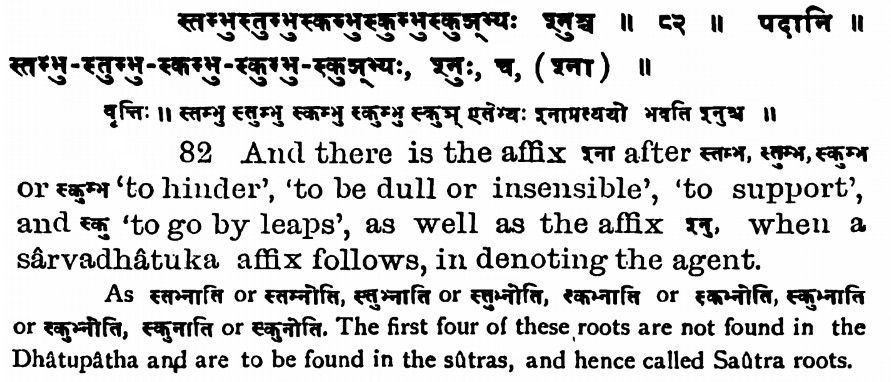 स्तम्भुस्तुम्भुस्कम्भुस्कुम्भुस्कुञ्भ्यः श्नुश्च ॥ ८२ ॥ पदानि ॥
स्तम्भु-स्तुम्भु-स्कम्भु-स्कुम्भु-स्कुञ्भ्यः, श्नुः, च, (श्ना) ॥
वृत्तिः ॥ स्तम्भु स्तुम्भु स्कम्भु स्कुम्भु स्कुञ् एतेभ्यः श्नाप्रत्ययो भवति श्नुश्च ॥
82 And there is the affix श्ना after स्तम्भ, स्तुम्भ, स्कुम्भ
or स्कुम्भ ‘to hinder’, ‘to be dull or insensible’, ‘to support’,
and स्कु ‘to go by leaps’, as well as the affix श्नु, when a
sârvadhâtuka affix follows, in denoting the agent.
As स्तभ्नाति or स्तभ्नोति, स्तुभ्नाति or स्तुभ्नोति, स्कभ्नाति or स्कभ्नोति, स्कुभ्नाति
or स्कुभ्नोति, स्कुनाति or स्कुनोति. The first four of these roots are not found in the
Dhâtupâtha and are to be found in the sûtras, and hence called Saûtra roots.